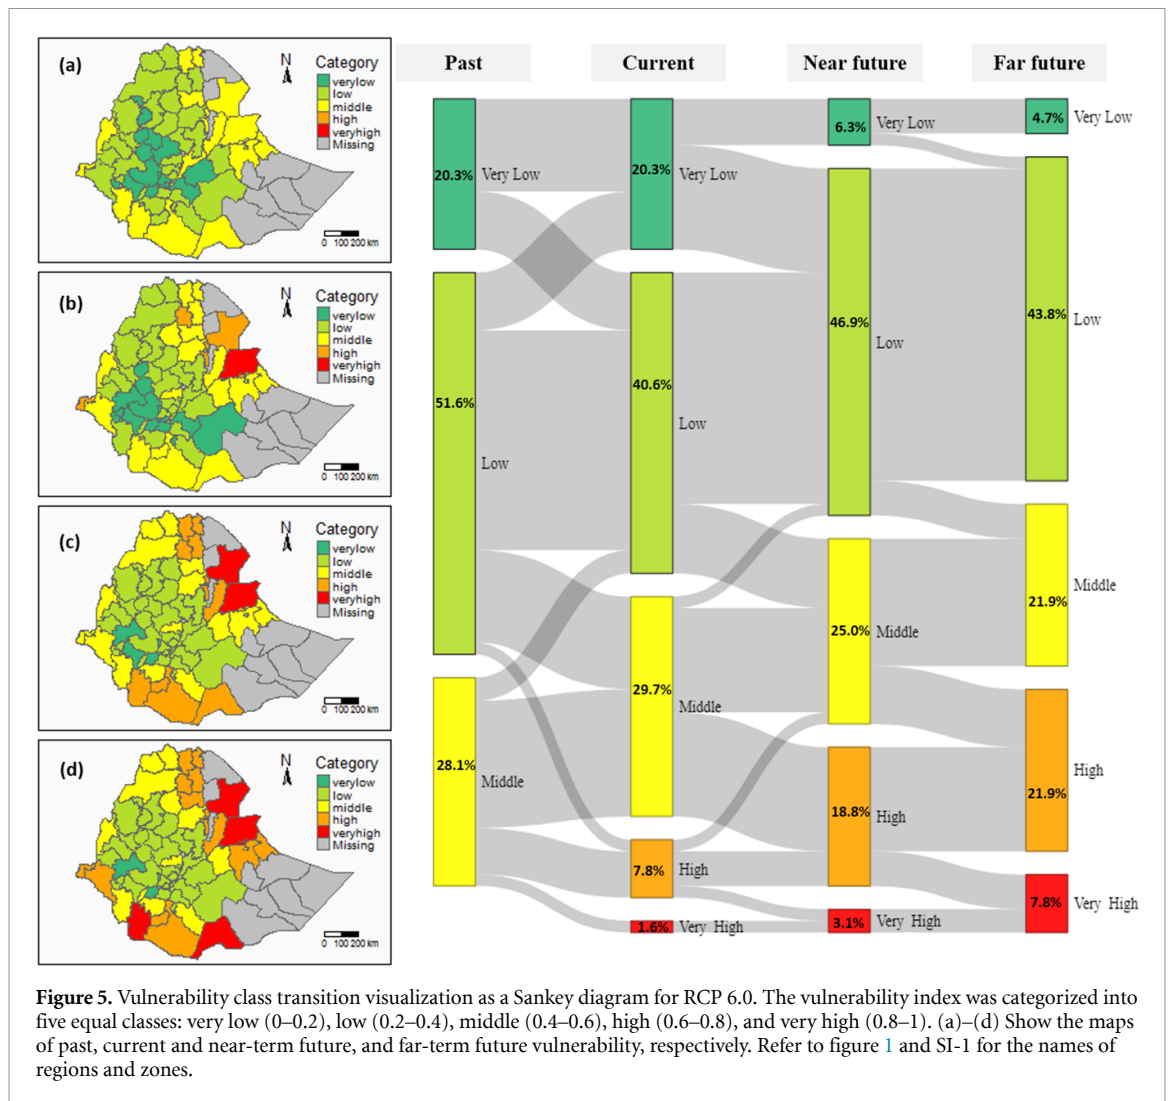 (a)
N
Category
verylow
low
middle
high
veryhigh
Missing
0 100 200 km
(b)
N
Category
verylow
low
middle
high
veryhigh
Missing
0 100 200 km
(c)
N
Category
verylow
low
middle
high
veryhigh
Missing
0 100 200 km
(d)
N
Category
verylow
low
middle
high
veryhigh
Missing
0 100 200 km
Past
Current
Near future
Far future
20.3%
Very Low
51.6%
Low
28.1%
Middle
20.3%
Very Low
40.6%
Low
29.7%
Middle
7.8%
High
1.6%
Very High
6.3%
Very Low
46.9%
Low
25.0%
Middle
18.8%
High
3.1%
Very High
4.7%
Very Low
43.8%
Low
Middle
21.9%
High
21.9%
7.8%
Very High
Figure 5. Vulnerability class transition visualization as a Sankey diagram for RCP 6.0. The vulnerability index was categorized into
five equal classes: very low (0–0.2), low (0.2–0.4), middle (0.4–0.6), high (0.6–0.8), and very high (0.8–1). (a)–(d) Show the maps
of past, current and near-term future, and far-term future vulnerability, respectively. Refer to figure 1 and SI-1 for the names of
regions and zones.